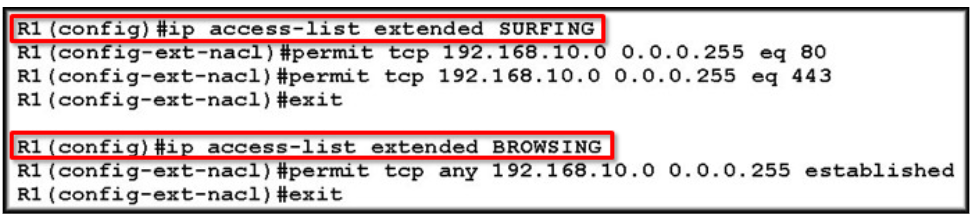 R1(config)#ip access-list extended SURFING
R1(config-ext-nacl)#permit tcp 192.168.10.0 0.0.0.255 eq 80
R1(config-ext-nacl)#permit tcp 192.168.10.0 0.0.0.255 eq 443
R1(config-ext-nacl)#exit
R1(config)#ip access-list extended BROWSING
R1(config-ext-nacl)#permit tcp any 192.168.10.0 0.0.0.255 established
R1(config-ext-nacl)#exit